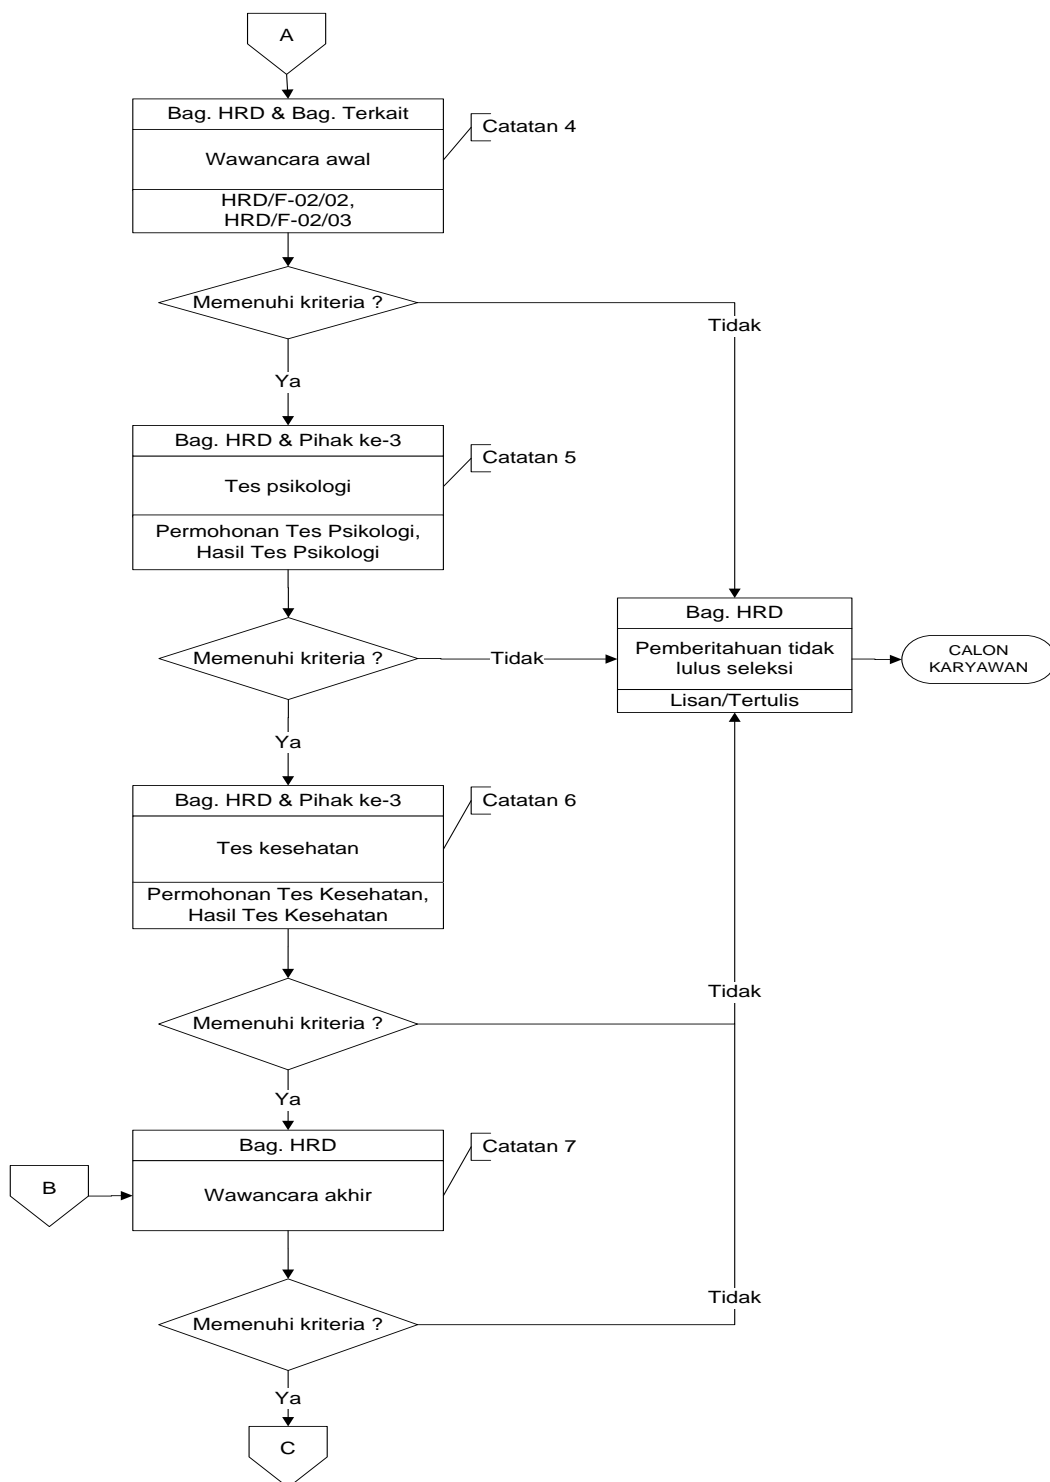 A
Bag. HRD & Bag. Terkait
Catatan 4
Wawancara awal
HRD/F-02/02,
HRD/F-02/03
Memenuhi kriteria ?
Tidak
Ya
Bag. HRD & Pihak ke-3
Catatan 5
Tes psikologi
Permohonan Tes Psikologi,
Hasil Tes Psikologi
Memenuhi kriteria ?
Tidak
Bag. HRD
Pemberitahuan tidak
lulus seleksi
Lisan/Tertulis
CALON
KARYAWAN
Ya
Bag. HRD & Pihak ke-3
Catatan 6
Tes kesehatan
Permohonan Tes Kesehatan,
Hasil Tes Kesehatan
Tidak
Memenuhi kriteria ?
Ya
Bag. HRD
Catatan 7
B
Wawancara akhir
Tidak
Memenuhi kriteria ?
Ya
C